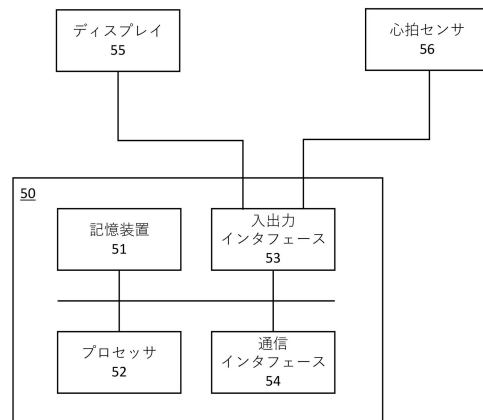 ディスプレイ
55
心拍センサ
56
50
記憶装置
51
入出力
インタフェース
53
プロセッサ
52
通信
インタフェース
54